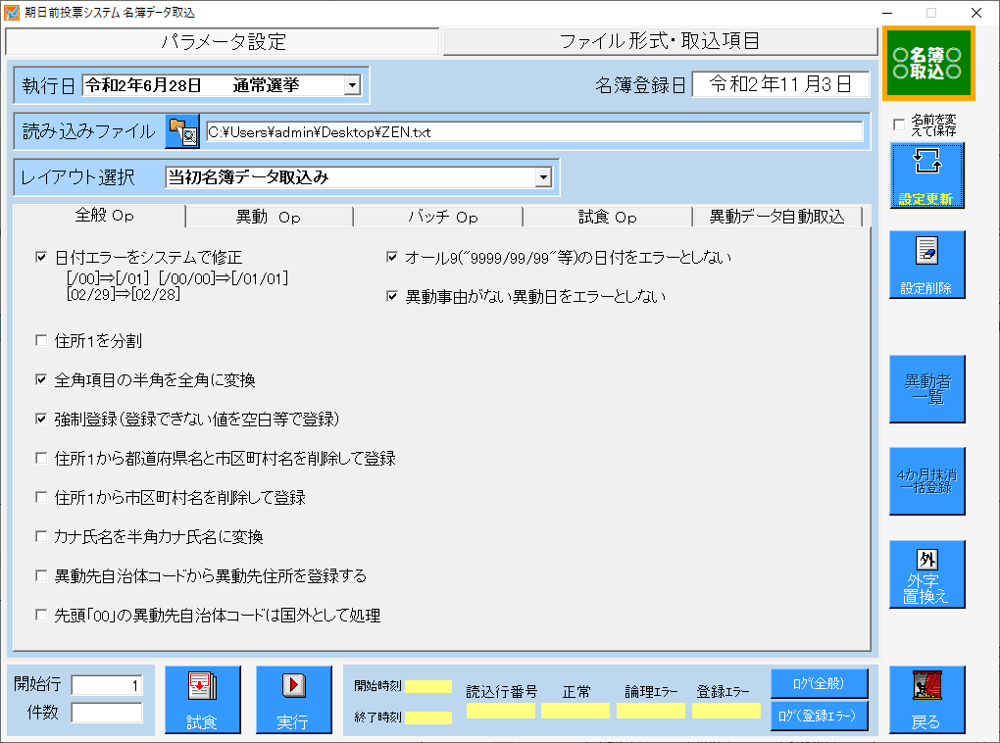 期日前投票システム 名簿データ取込
パラメータ設定
ファイル形式・取込項目
執行日
令和2年6月28日 通常選挙
名簿登録日
令和2年11月3日
読み込みファイル
C:¥Users¥admin¥Desktop¥ZEN.txt
レイアウト選択
当初名簿データ取込み
全般 Op
異動 Op
バッチ Op
試食 Op
異動データ自動取込
日付エラーをシステムで修正
[/00]⇒[/01] [/00/00]⇒[/01/01]
[02/29]⇒[02/28]
オール9("9999/99/99"等)の日付をエラーとしない
異動事由がない異動日をエラーとしない
住所1を分割
全角項目の半角を全角に変換
強制登録(登録できない値を空白等で登録)
住所1から都道府県名と市区町村名を削除して登録
住所1から市区町村名を削除して登録
カナ氏名を半角カナ氏名に変換
異動先自治体コードから異動先住所を登録する
先頭「00」の異動先自治体コードは国外として処理
○名簿○
○取込○
名前を変
えて保存
設定更新
設定削除
異動者
一覧
4か月抹消
一括登録
外
外字
置換え
戻る
開始行
1
件数
試食
実行
開始時刻
終了時刻
読込行番号
正常
論理エラー
登録エラー
ログ(全般)
ログ(登録エラー)